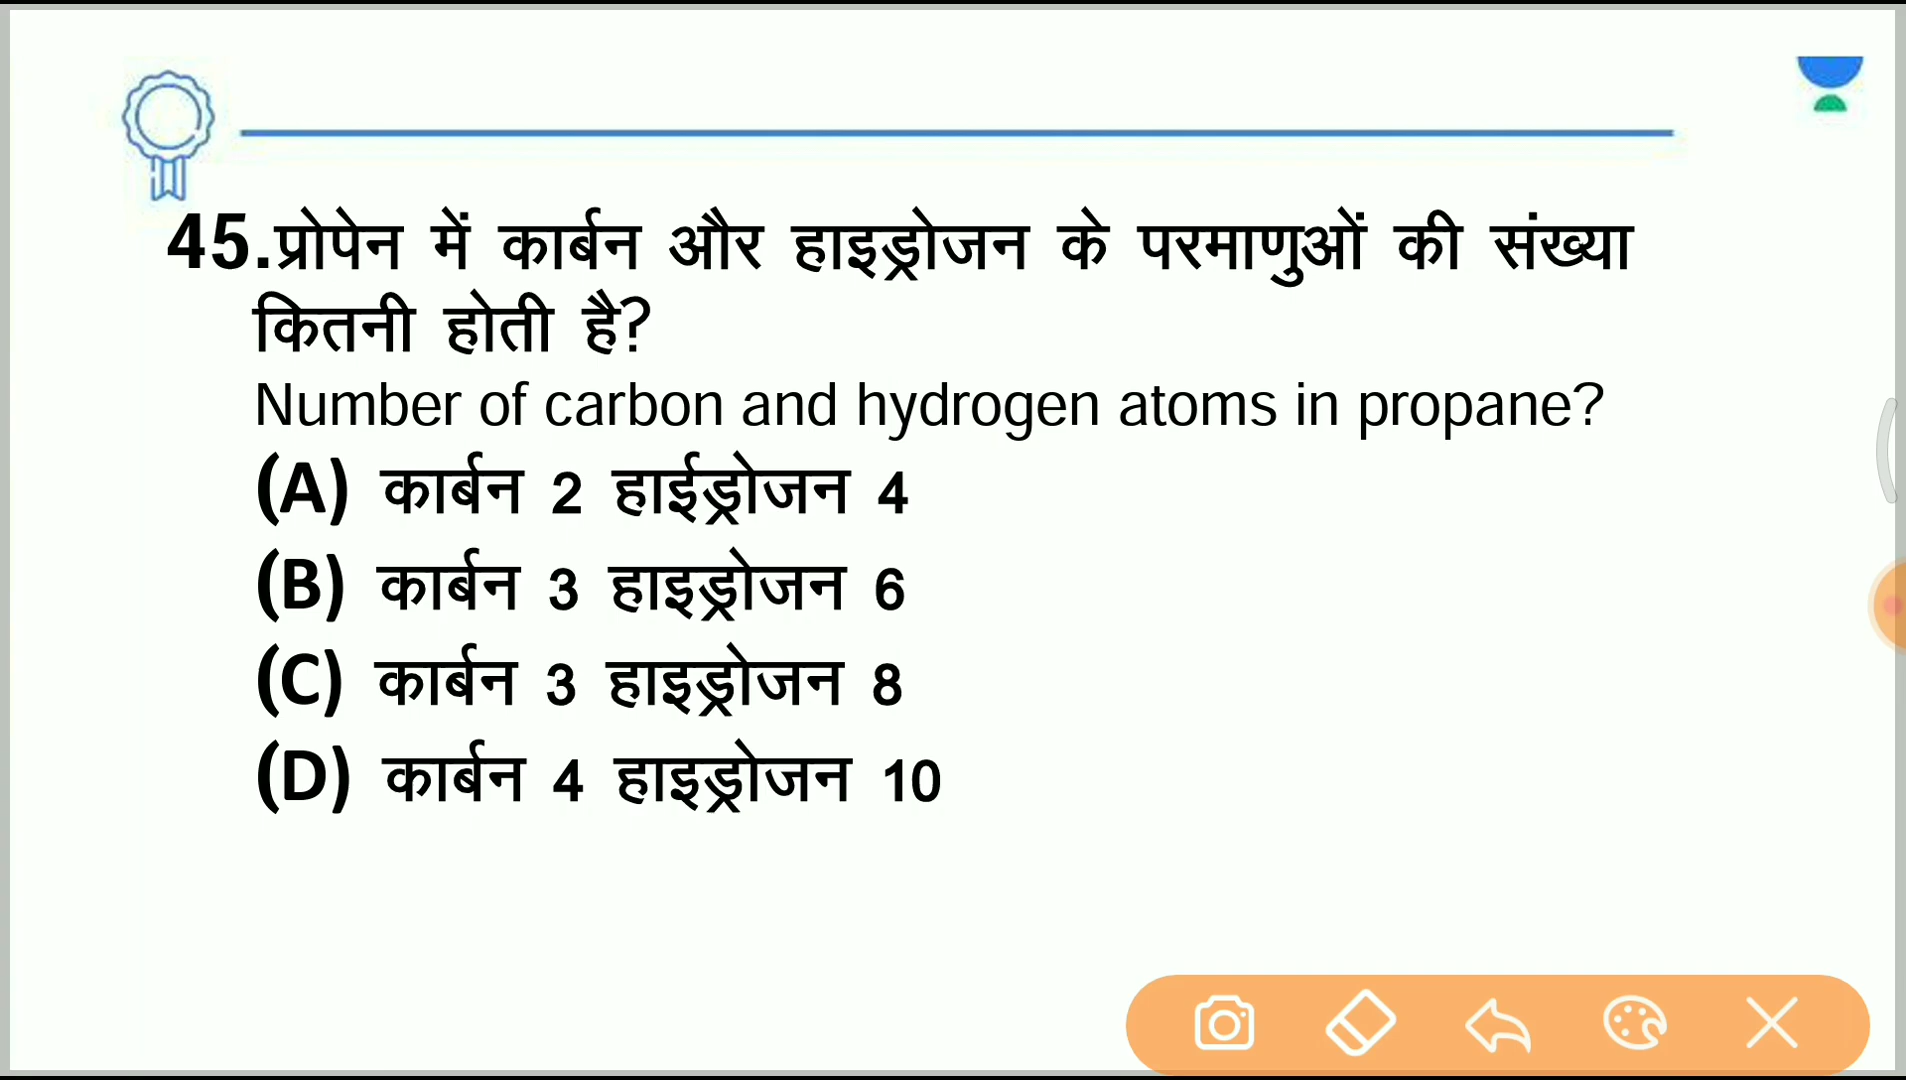 45.प्रोपेन में कार्बन और हाइड्रोजन के परमाणुओं की संख्या
कितनी होती है?
Number of carbon and hydrogen atoms in propane?
(A) कार्बन 2 हाईड्रोजन 4
(B) कार्बन 3 हाइड्रोजन 6
(C) कार्बन 3 हाइड्रोजन 8
(D) कार्बन 4 हाइड्रोजन 10